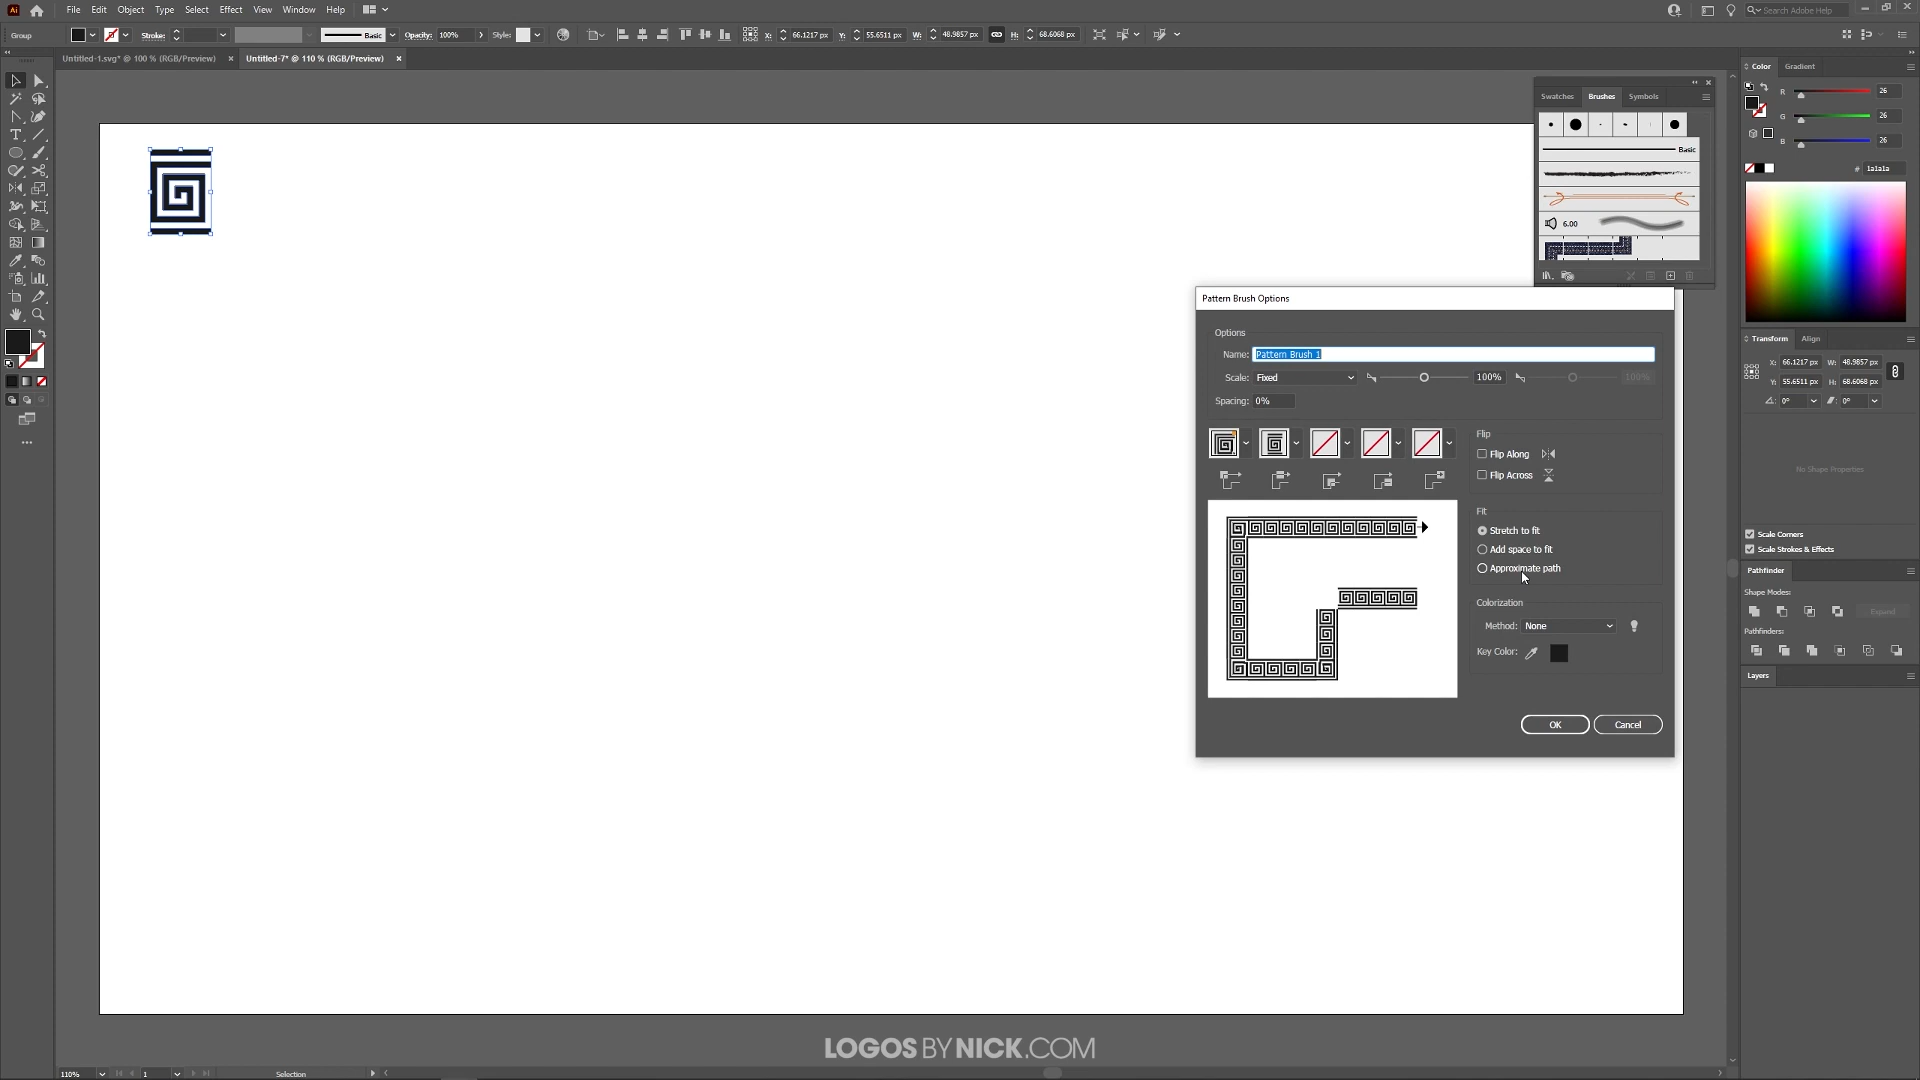 Ai File Edit Object Type Select Effect View Window Help Search Adobe Help
Group Stroke: Basic Opacity: 100% Style: X: 66.1217 px Y: 55.6511 px W: 48.9857 px H: 68.6068 px
Untitled-1.svg* @ 100 % (RGB/Preview) × Untitled-7* @ 110 % (RGB/Preview) ×
Color Gradient
R 26
G 26
B 26
# 1a1a1a
Swatches Brushes Symbols
Basic
6.00
Pattern Brush Options
Options
Name: Pattern Brush 1
Scale: Fixed 100% 100%
Spacing: 0%
Flip
Flip Along
Flip Across
Fit
Stretch to fit
Add space to fit
Approximate path
Colorization
Method: None
Key Color:
OK Cancel
Transform Align
X: 66.1217 px W: 48.9857 px
Y: 55.6511 px H: 68.6068 px
0° 0°
No Shape Properties
Scale Corners
Scale Strokes & Effects
Pathfinder
Shape Modes:
Expand
Pathfinders:
Layers
LOGOS BY NICK.COM
110% 1 Selection